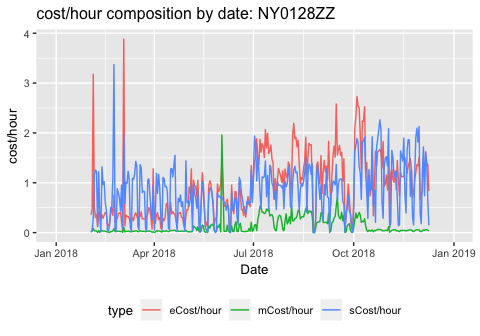 cost/hour composition by date: NY0128ZZ
cost/hour
4
3
2
1
0
Jan 2018 Apr 2018 Jul 2018 Oct 2018 Jan 2019
Date
type eCost/hour mCost/hour sCost/hour